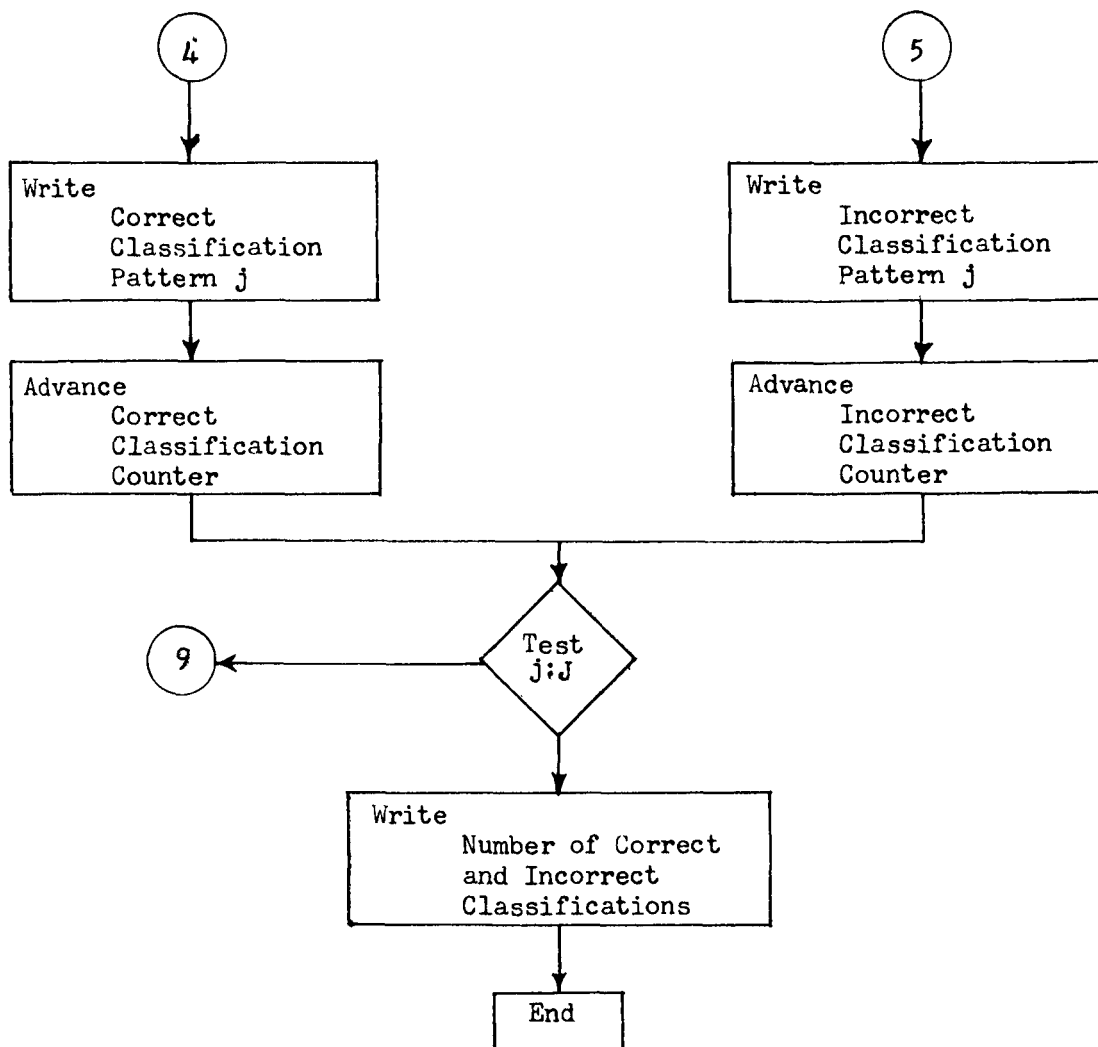 4
5
Write
Correct
Classification
Pattern j
Write
Incorrect
Classification
Pattern j
Advance
Correct
Classification
Counter
Advance
Incorrect
Classification
Counter
9
Test
j:J
Write
Number of Correct
and Incorrect
Classifications
End